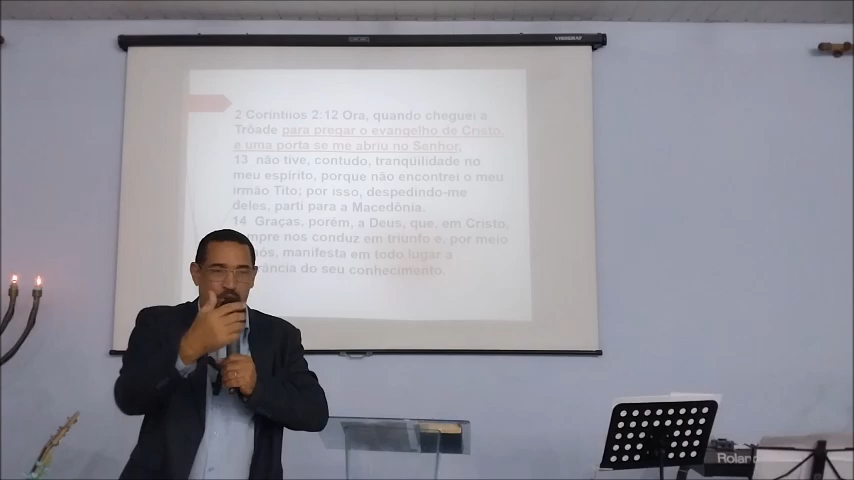 2 Coríntios 2:12 Ora, quando cheguei a
Trôade para pregar o evangelho de Cristo,
e uma porta se me abriu no Senhor,
13 não tive, contudo, tranqüilidade no
meu espírito, porque não encontrei o meu
irmão Tito; por isso, despedindo-me
deles, parti para a Macedônia.
14 Graças, porém, a Deus, que, em Cristo,
mpre nos conduz em triunfo e, por meio
nós, manifesta em todo lugar a
rância do seu conhecimento.
Roland